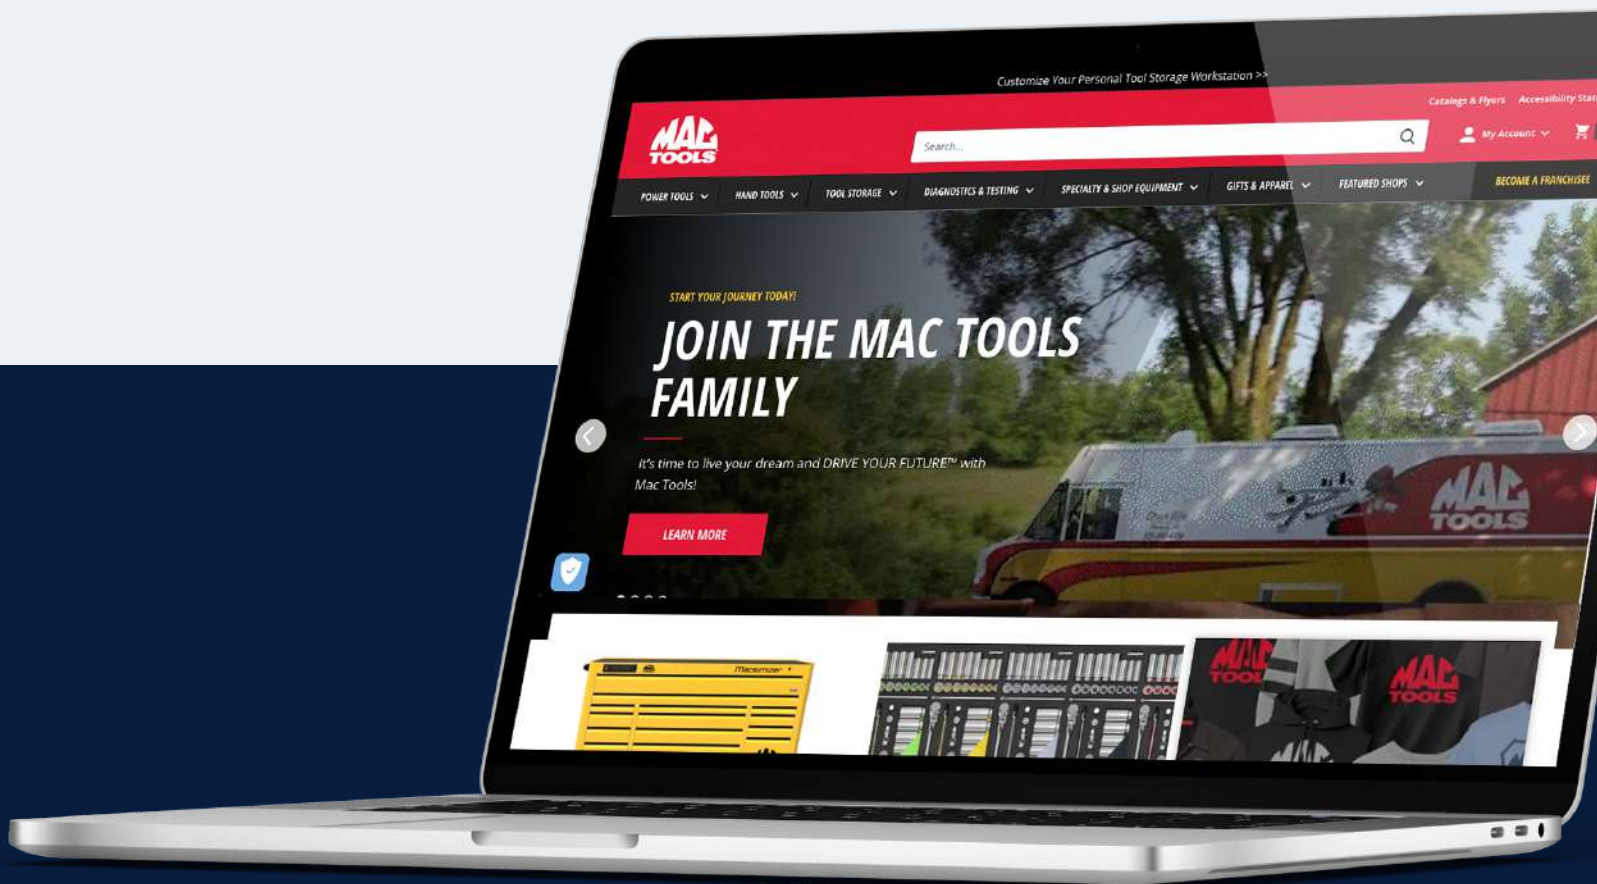 Customize Your Personal Tool Storage Workstation >>
Catalogs & Flyers Accessibility
MAC
TOOLS
Search...
My Account
POWER TOOLS HAND TOOLS TOOL STORAGE DIAGNOSTICS & TESTING SPECIALTY & SHOP EQUIPMENT GIFTS & APPAREL FEATURED SHOPS BECOME A FRANCHISEE
START YOUR JOURNEY TODAY!
JOIN THE MAC TOOLS
FAMILY
It's time to live your dream and DRIVE YOUR FUTURE™ with
Mac Tools!
LEARN MORE
MAC
TOOLS
Macsimizer
MAC
TOOLS